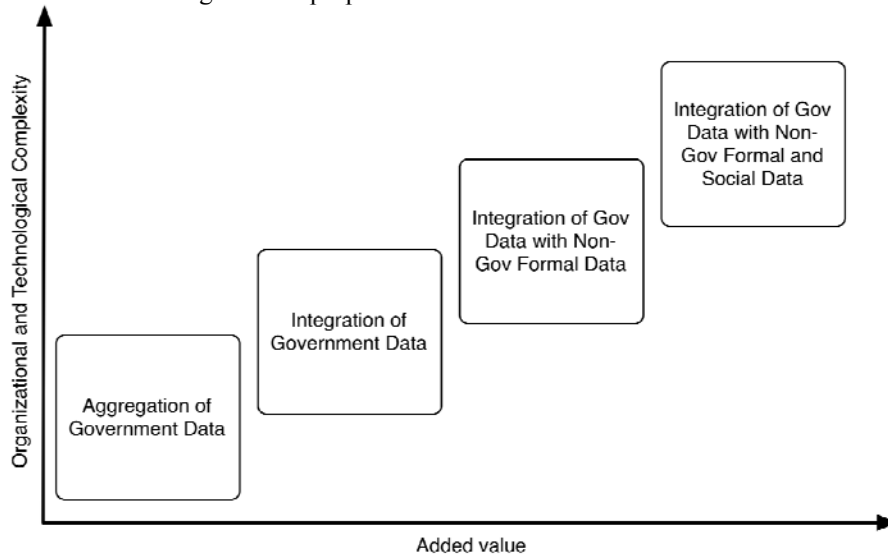 Organizational and Technological Complexity
Integration of Gov
Data with Non-
Gov Formal and
Social Data
Integration of Gov
Data with Non-
Gov Formal Data
Integration of
Government Data
Aggregation of
Government Data
Added value